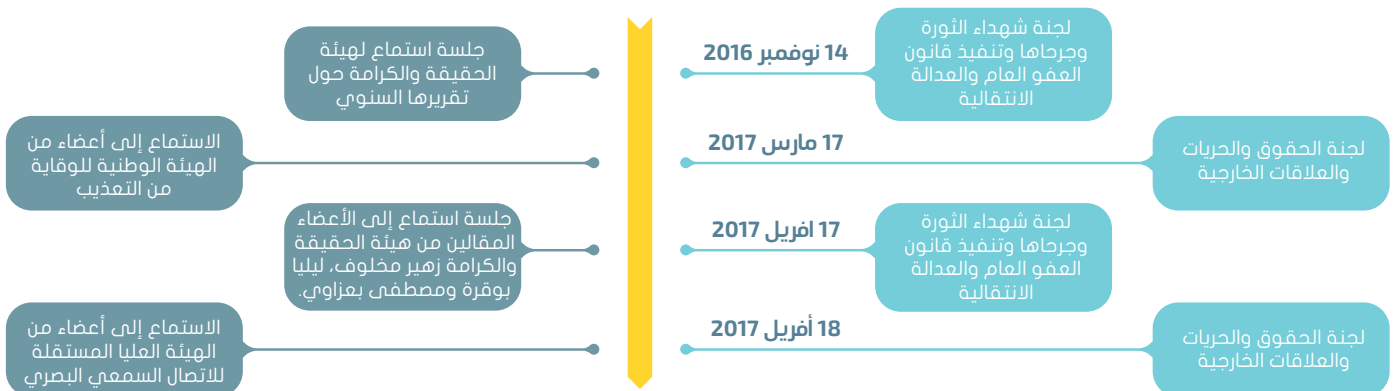 لجنة شهداء الثورة
وجرحاها وتنفيذ قانون
العفو العام والعدالة
الانتقالية
14 نوفمبر 2016
جلسة استماع لهيئة
الحقيقة والكرامة حول
تقريرها السنوي
لجنة الحقوق والحريات
والعلاقات الخارجية
17 مارس 2017
الاستماع إلى أعضاء من
الهيئة الوطنية للوقاية
من التعذيب
لجنة شهداء الثورة
وجرحاها وتنفيذ قانون
العفو العام والعدالة
الانتقالية
17 افريل 2017
جلسة استماع إلى الأعضاء
المقالين من هيئة الحقيقة
والكرامة زهير مخلوف، ليليا
بوقرة ومصطفى بعزاوي.
لجنة الحقوق والحريات
والعلاقات الخارجية
18 أفريل 2017
الاستماع إلى أعضاء من
الهيئة العليا المستقلة
للاتصال السمعي البصري